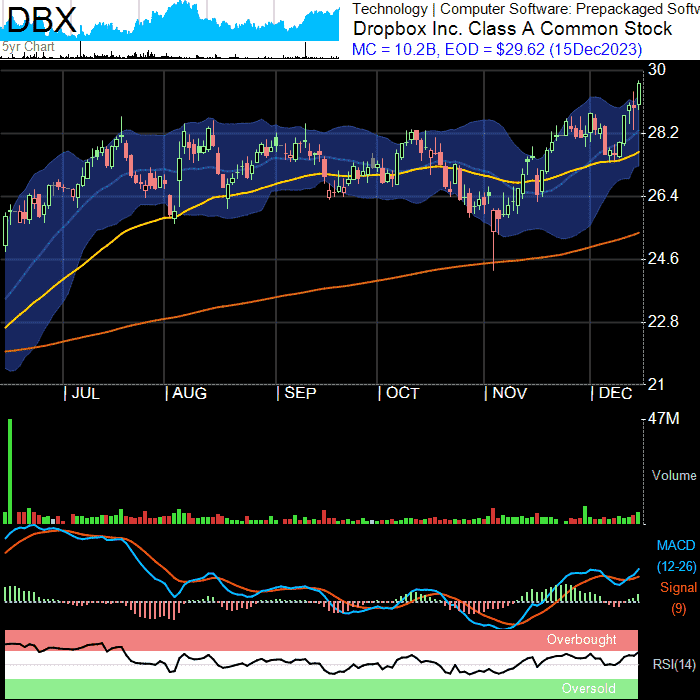 DBX
5yr Chart
Technology | Computer Software: Prepackaged Softw
Dropbox Inc. Class A Common Stock
MC = 10.2B, EOD = $29.62 (15Dec2023)
30
28.2
26.4
24.6
22.8
21
JUL
AUG
SEP
OCT
NOV
DEC
47M
Volume
MACD
(12-26)
Signal
(9)
Overbought
RSI(14)
Oversold